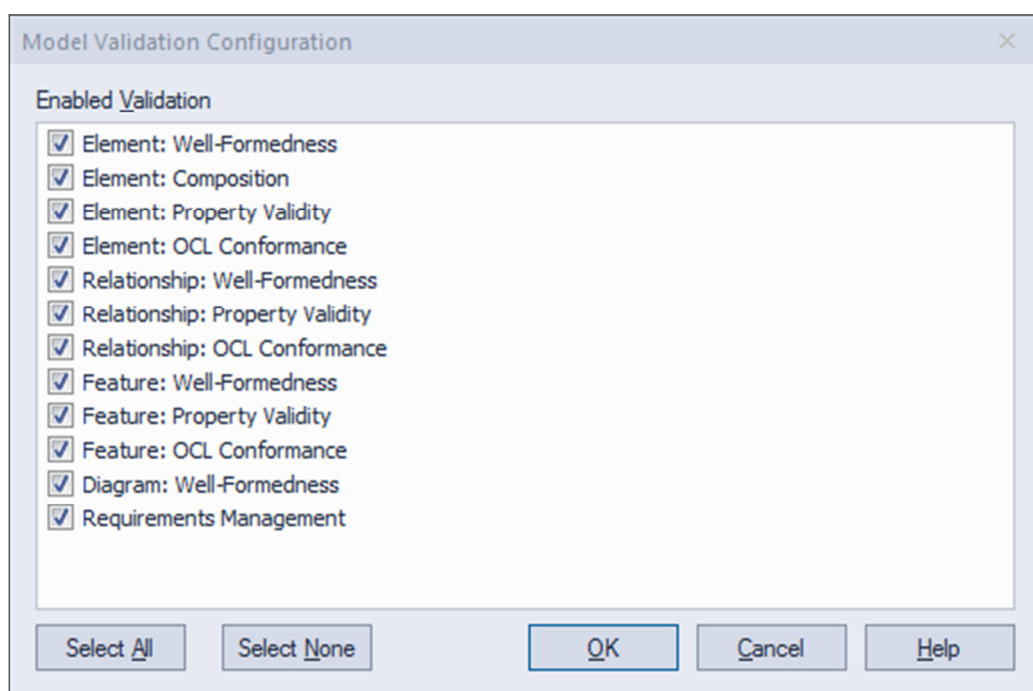 Model Validation Configuration
Enabled Validation
Element: Well-Formedness
Element: Composition
Element: Property Validity
Element: OCL Conformance
Relationship: Well-Formedness
Relationship: Property Validity
Relationship: OCL Conformance
Feature: Well-Formedness
Feature: Property Validity
Feature: OCL Conformance
Diagram: Well-Formedness
Requirements Management
Select All Select None OK Cancel Help